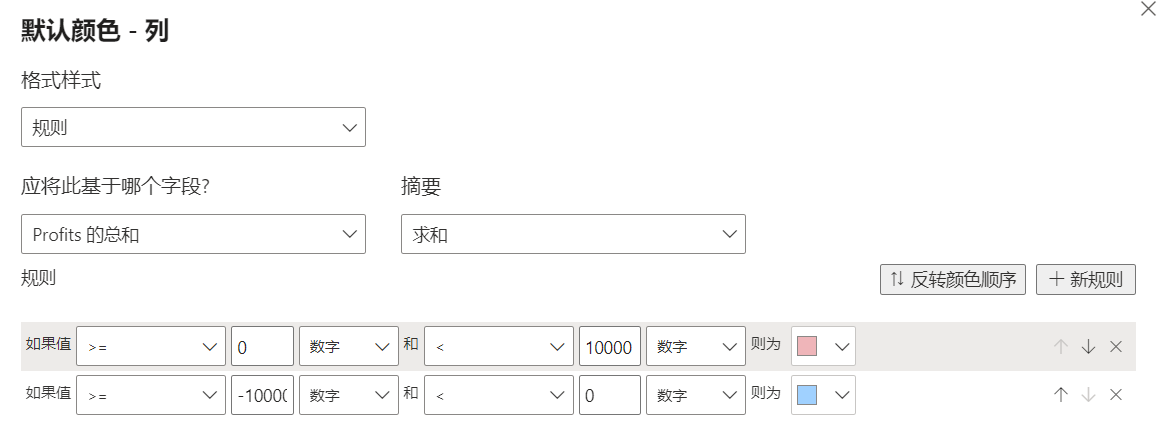 默认颜色 - 列
格式样式
规则
应将此基于哪个字段? 摘要
Profits 的总和 求和
规则 反转颜色顺序 新规则
如果值 >= 0 数字 和 < 10000 数字 则为
如果值 >= -1000 数字 和 < 0 数字 则为